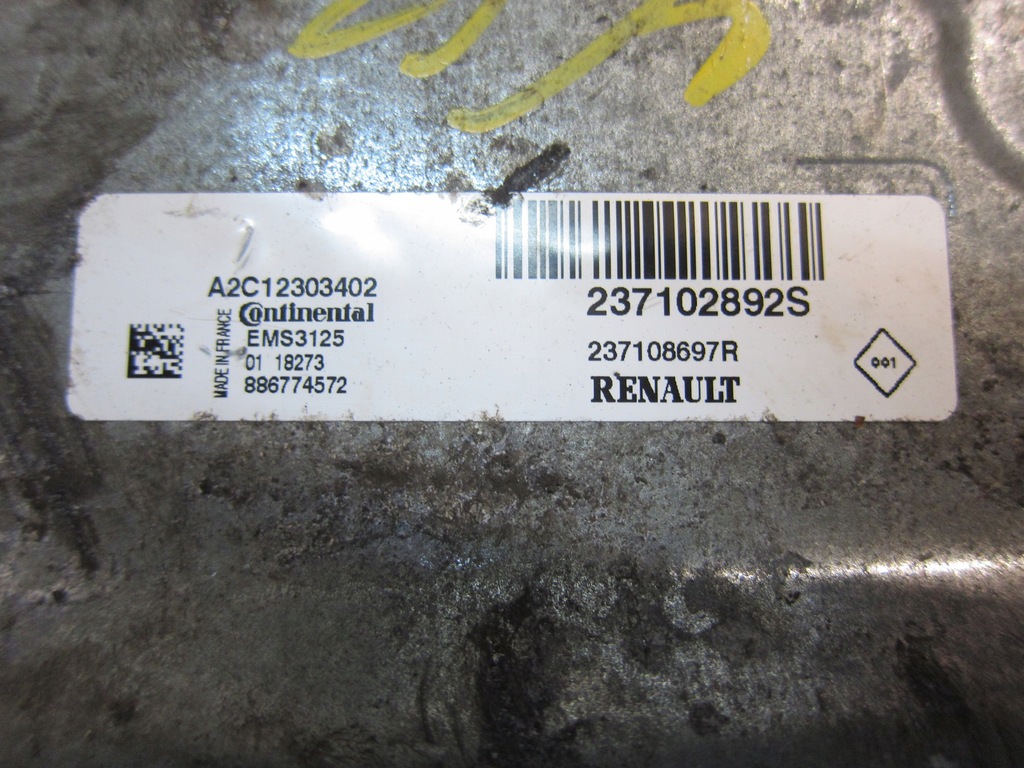 A2C12303402
Continental
EMS3125
01 18273
886774572
MADE IN FRANCE
237102892S
237108697R
RENAULT
001